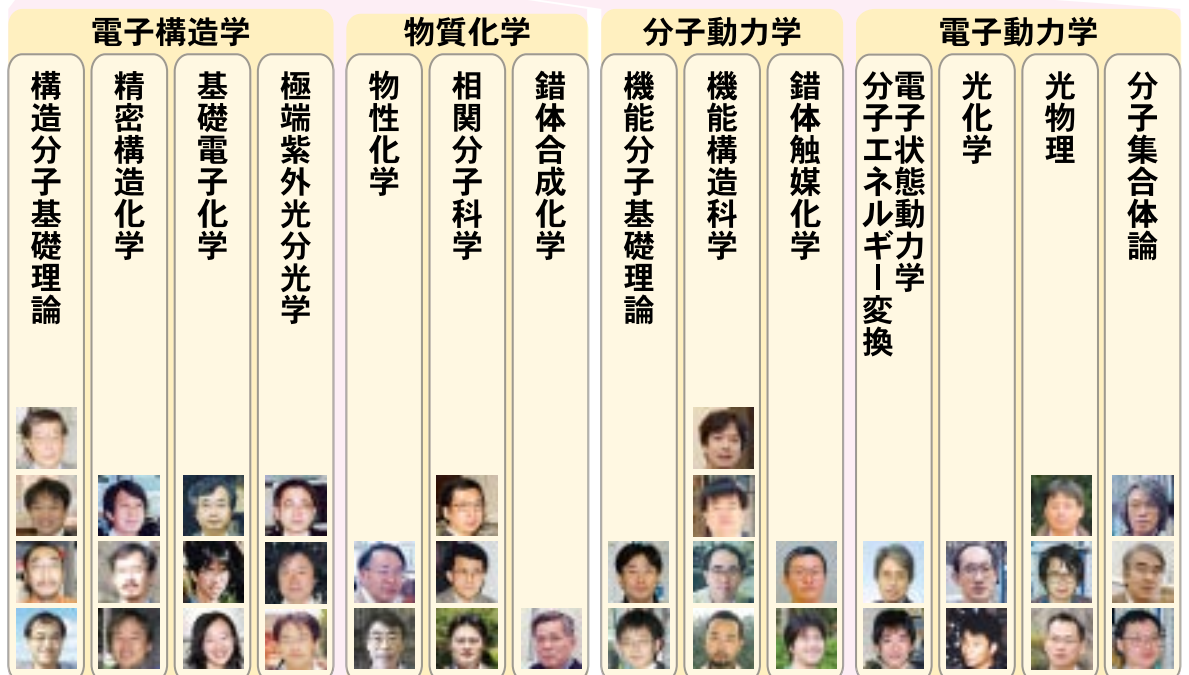 電子構造学
構造分子基礎理論
精密構造化学
基礎電子化学
極端紫外光分光学
物質化学
物性化学
相関分子科学
錯体合成化学
分子動力学
機能分子基礎理論
機能構造科学
錯体触媒化学
電子動力学
電子状態動力学
分子エネルギー変換
光化学
光物理
分子集合体論